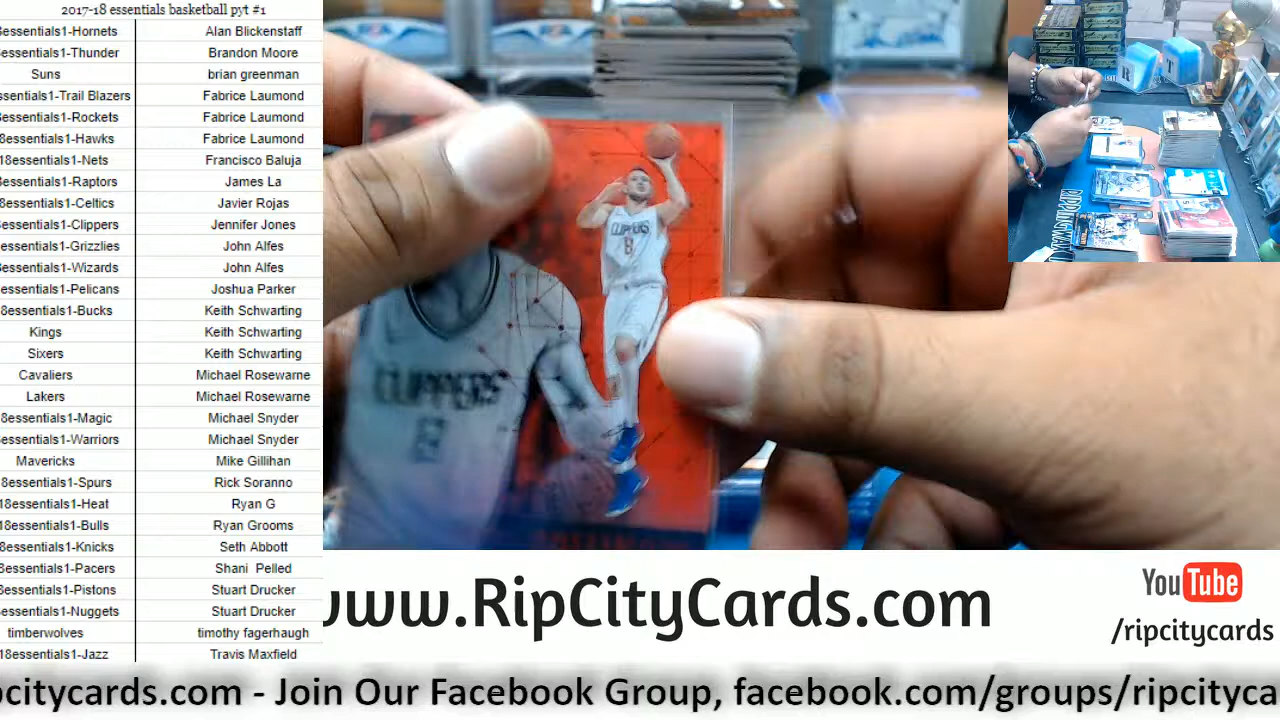 2017-18 essentials basketball pyt #1
8essentials1-Hornets Alan Blickenstaff
essentials1-Thunder Brandon Moore
Suns brian greenman
ssentials1-Trail Blazers Fabrice Laumond
essentials1-Rockets Fabrice Laumond
8essentials1-Hawks Fabrice Laumond
18essentials1-Nets Francisco Baluja
8essentials1-Raptors James La
8essentials1-Celtics Javier Rojas
essentials1-Clippers Jennifer Jones
essentials1-Grizzlies John Alfes
8essentials1-Wizards John Alfes
essentials1-Pelicans Joshua Parker
8essentials1-Bucks Keith Schwarting
Kings Keith Schwarting
Sixers Keith Schwarting
Cavaliers Michael Rosewarne
Lakers Michael Rosewarne
8essentials1-Magic Michael Snyder
essentials1-Warriors Michael Snyder
Mavericks Mike Gillihan
8essentials1-Spurs Rick Soranno
18essentials1-Heat Ryan G
18essentials1-Bulls Ryan Grooms
8essentials1-Knicks Seth Abbott
8essentials1-Pacers Shani Pelled
8essentials1-Pistons Stuart Drucker
essentials1-Nuggets Stuart Drucker
timberwolves timothy fagerhaugh
18essentials1-Jazz Travis Maxfield
CLIPPERS
8
CLIPPERS
R T
www.RipCityCards.com
YouTube
/ripcitycards
pcitycards.com - Join Our Facebook Group, facebook.com/groups/ripcityca